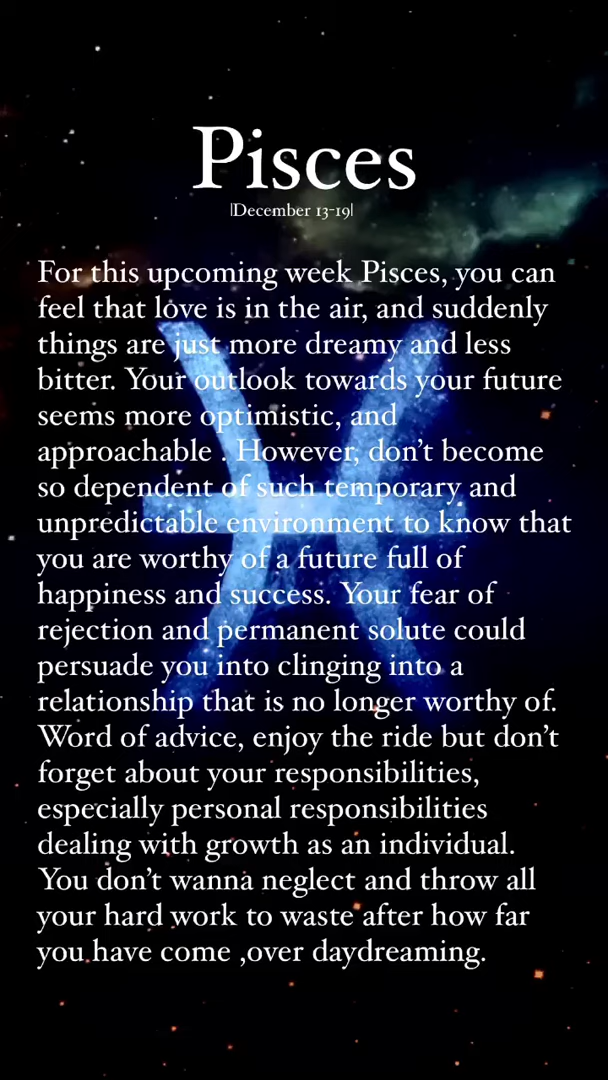 Pisces
|December 13-19|
For this upcoming week Pisces, you can
feel that love is in the air, and suddenly
things are just more dreamy and less
bitter. Your outlook towards your future
seems more optimistic, and
approachable . However, don’t become
so dependent of such temporary and
unpredictable environment to know that
you are worthy of a future full of
happiness and success. Your fear of
rejection and permanent solute could
persuade you into clinging into a
relationship that is no longer worthy of.
Word of advice, enjoy the ride but don’t
forget about your responsibilities,
especially personal responsibilities
dealing with growth as an individual.
You don’t wanna neglect and throw all
your hard work to waste after how far
you have come ,over daydreaming.